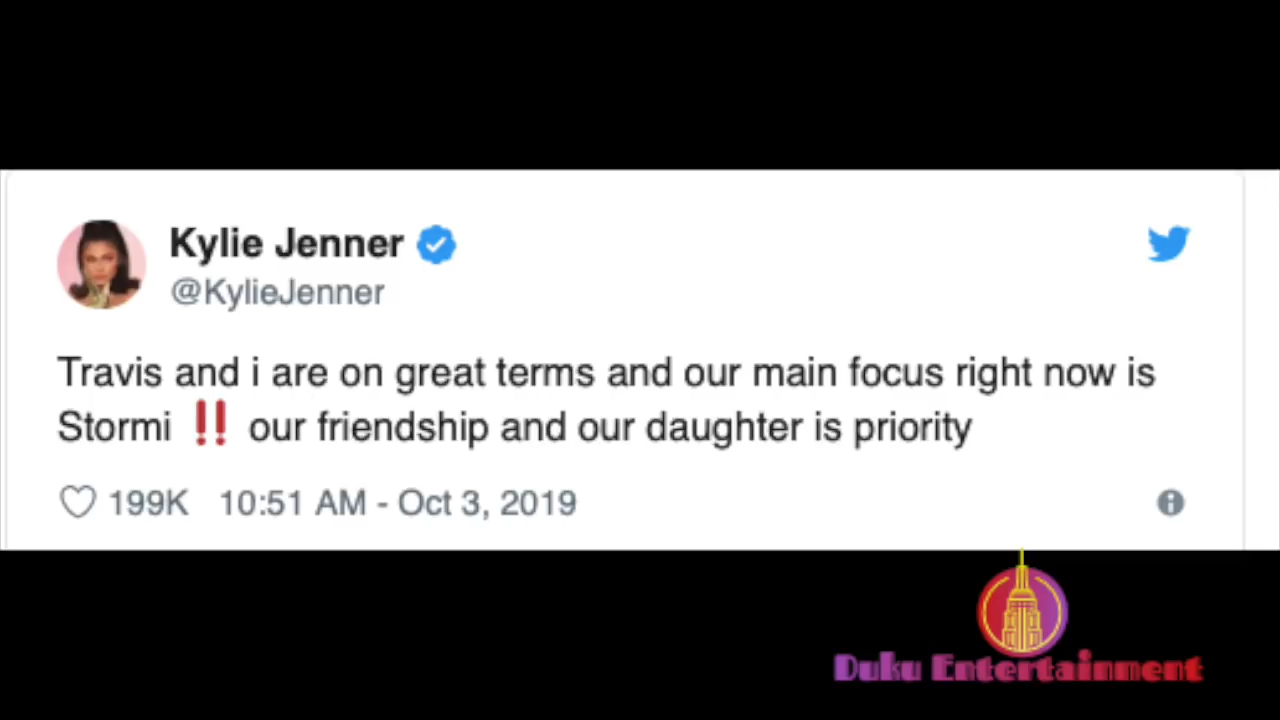 Kylie Jenner
@KylieJenner
Travis and i are on great terms and our main focus right now is
Stormi ‼️ our friendship and our daughter is priority
199K 10:51 AM - Oct 3, 2019
Duku Entertainment